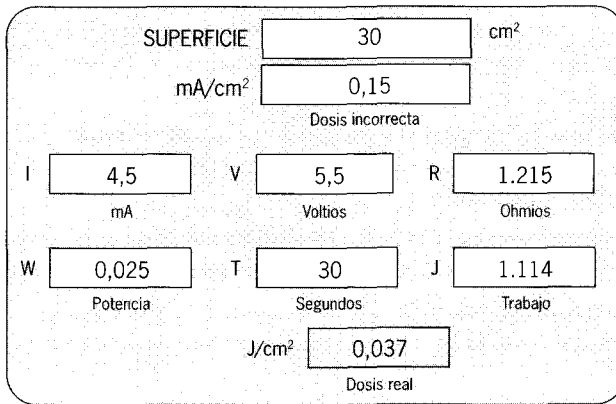 SUPERFICIE 30 cm²
mA/cm² 0,15
Dosis incorrecta
I 4,5 V 5,5 R 1.215
mA Voltios Ohmios
W 0,025 T 30 J 1.114
Potencia Segundos Trabajo
J/cm² 0,037
Dosis real